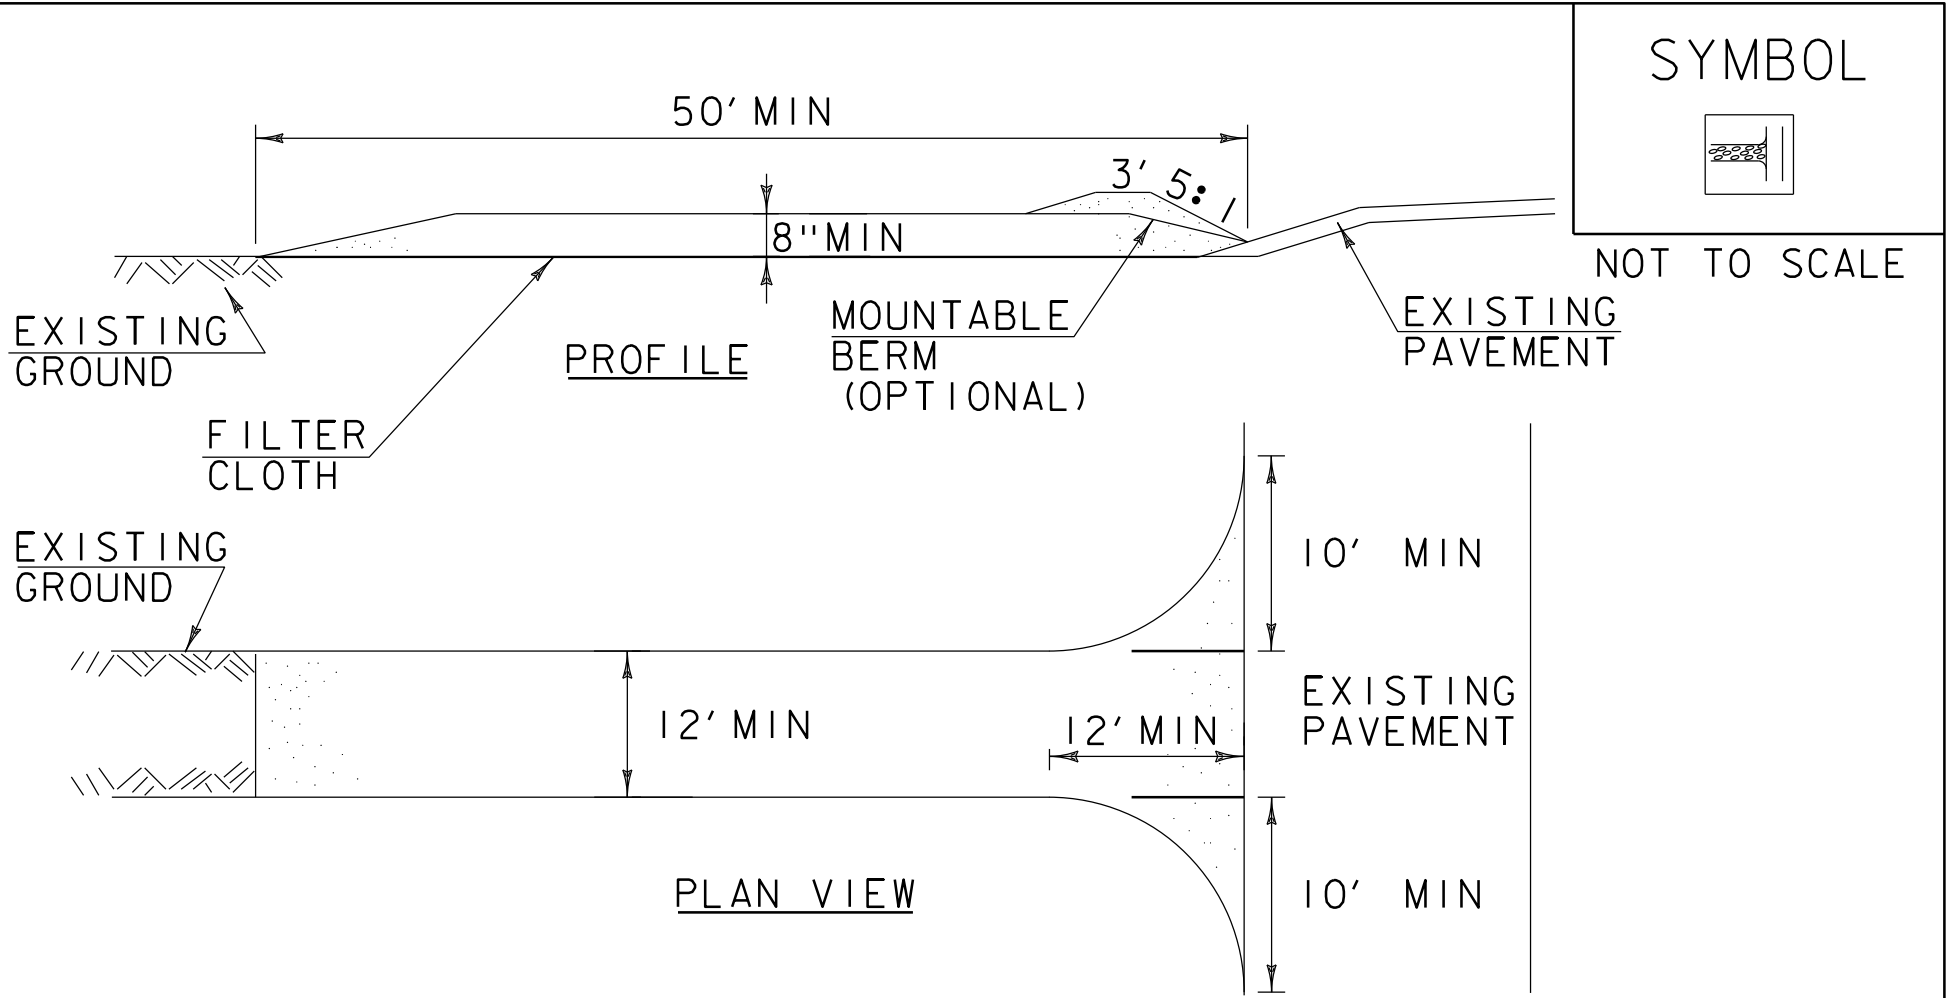 SYMBOL
NOT TO SCALE
50' MIN
3' 5:1
8" MIN
EXISTING
GROUND
FILTER
CLOTH
PROFILE
MOUNTABLE
BERM
(OPTIONAL)
EXISTING
PAVEMENT
EXISTING
GROUND
10' MIN
12' MIN
12' MIN
EXISTING
PAVEMENT
10' MIN
PLAN VIEW